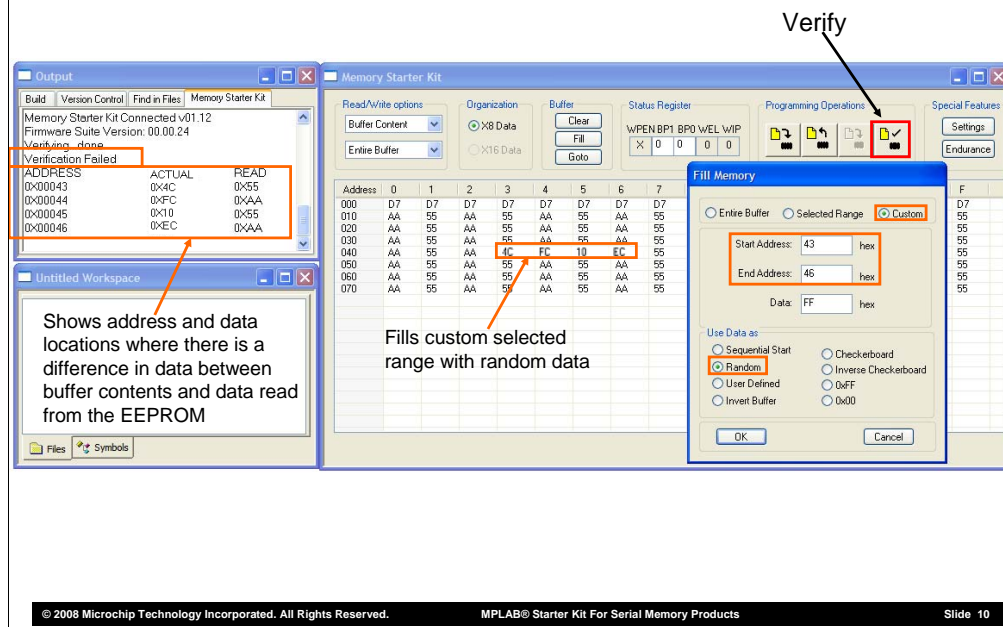 Verify
Output
Build Version Control Find in Files Memory Starter Kit
Memory Starter Kit Connected v01.12
Firmware Suite Version: 00.00.24
Verifying...done
Verification Failed
ADDRESS ACTUAL READ
0X00043 0X4C 0X55
0X00044 0XFC 0XAA
0X00045 0X10 0X55
0X00046 0XEC 0XAA
Untitled Workspace
Shows address and data
locations where there is a
difference in data between
buffer contents and data read
from the EEPROM
Files Symbols
Memory Starter Kit
Read/Write options Organization Buffer Status Register Programming Operations Special Features
Buffer Content X8 Data Clear WPEN BP1 BP0 WEL WIP Settings
Fill X 0 0 0 0
Entire Buffer X16 Data Goto Endurance
Address 0 1 2 3 4 5 6 7 F
000 D7 D7 D7 D7 D7 D7 D7 D7 D7
010 AA 55 AA 55 AA 55 AA 55 55
020 AA 55 AA 55 AA 55 AA 55 55
030 AA 55 AA 55 AA 55 AA 55 55
040 AA 55 AA 4C FC 10 EC 55 55
050 AA 55 AA 55 AA 55 AA 55 55
060 AA 55 AA 55 AA 55 AA 55 55
070 AA 55 AA 55 AA 55 AA 55 55
Fills custom selected
range with random data
Fill Memory
Entire Buffer Selected Range Custom
Start Address: 43 hex
End Address: 46 hex
Data: FF hex
Use Data as
Sequential Start Checkerboard
Random Inverse Checkerboard
User Defined 0xFF
Invert Buffer 0x00
OK Cancel
© 2008 Microchip Technology Incorporated. All Rights Reserved. MPLAB® Starter Kit For Serial Memory Products Slide 10